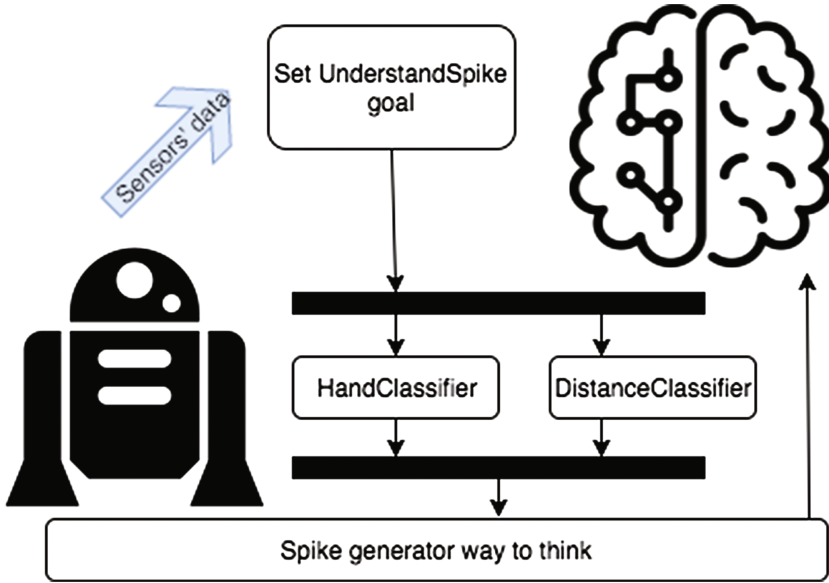 Set UnderstandSpike
goal
Sensors' data
HandClassifier
DistanceClassifier
Spike generator way to think